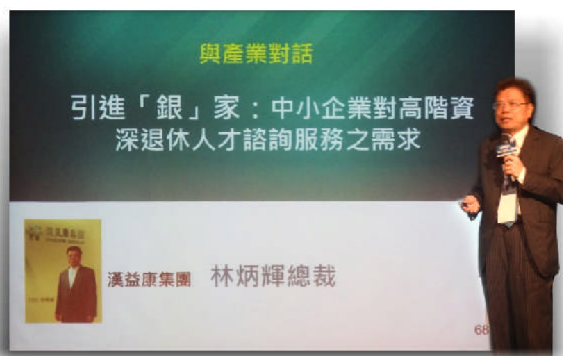 與產業對話
引進「銀」家：中小企業對高階資
深退休人才諮詢服務之需求
漢益康集團 林炳輝總裁
68